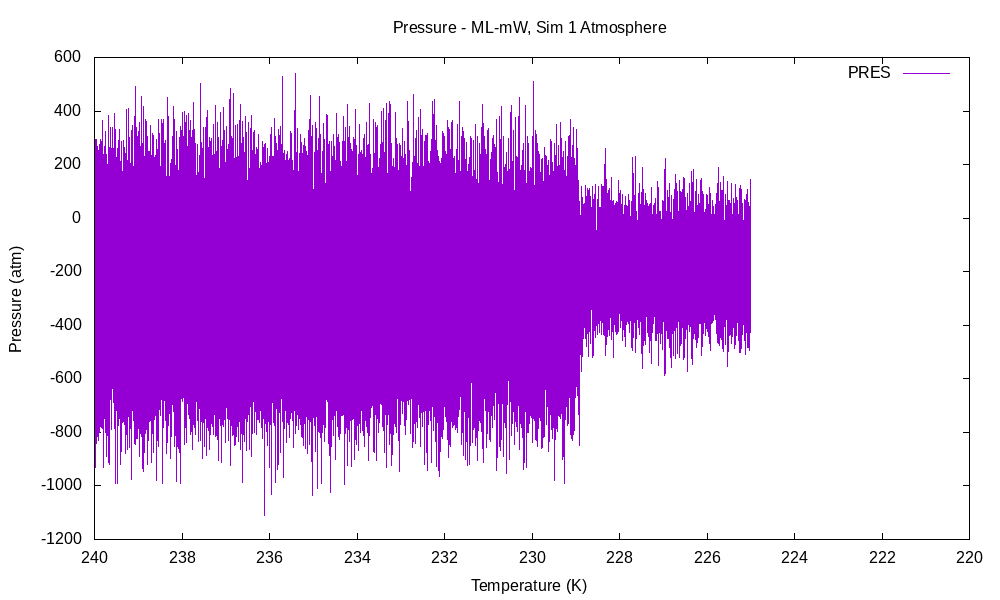 Pressure - ML-mW, Sim 1 Atmosphere
PRES
600
400
200
0
-200
-400
-600
-800
-1000
-1200
Pressure (atm)
240 238 236 234 232 230 228 226 224 222 220
Temperature (K)